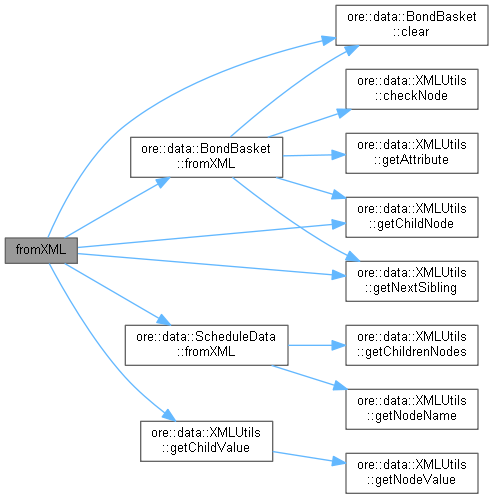 ore::data::BondBasket
::clear
ore::data::XMLUtils
::checkNode
ore::data::BondBasket
::fromXML
ore::data::XMLUtils
::getAttribute
ore::data::XMLUtils
::getChildNode
fromXML
ore::data::XMLUtils
::getNextSibling
ore::data::ScheduleData
::fromXML
ore::data::XMLUtils
::getChildrenNodes
ore::data::XMLUtils
::getNodeName
ore::data::XMLUtils
::getChildValue
ore::data::XMLUtils
::getNodeValue